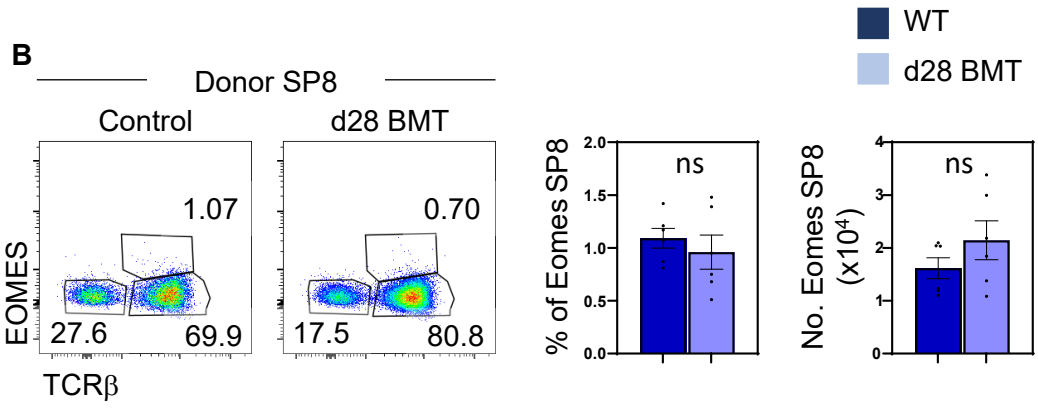 WT
d28 BMT
B
Donor SP8
Control
d28 BMT
EOMES
1.07
27.6
69.9
0.70
17.5
80.8
TCRβ
% of Eomes SP8
2.0
1.5
1.0
0.5
0.0
ns
No. Eomes SP8
(x10⁴)
4
3
2
1
0
ns